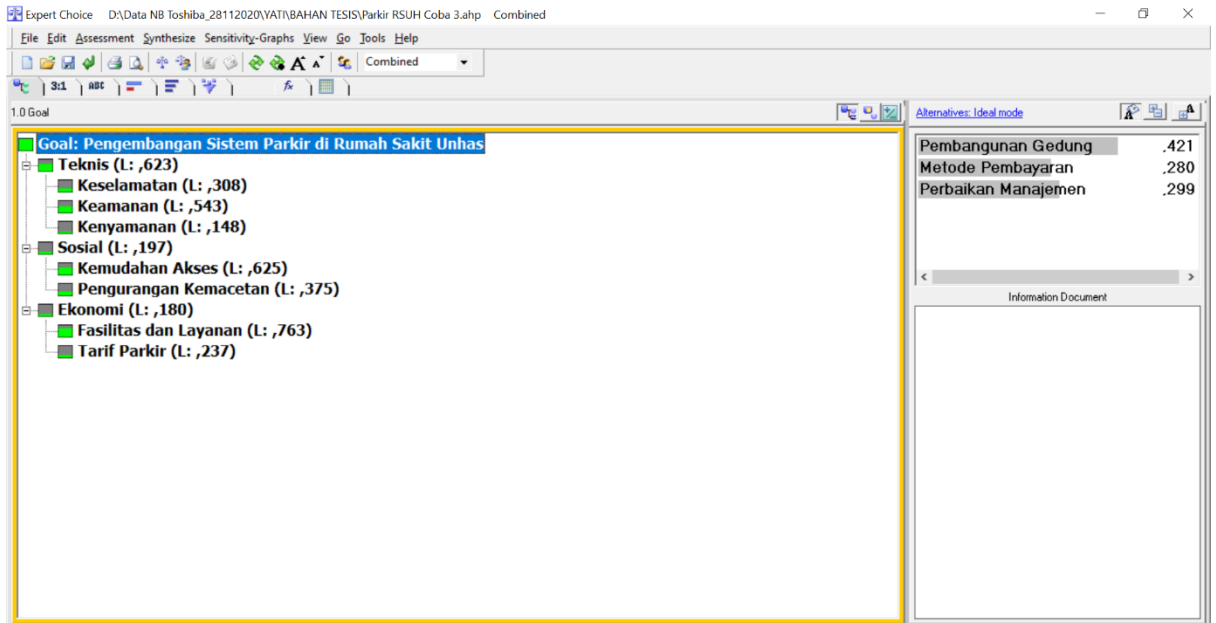 Expert Choice D:\Data NB Toshiba_28112020\YATI\BAHAN TESIS\Parkir RSUH Coba 3.ahp Combined
File Edit Assessment Synthesize Sensitivity-Graphs View Go Tools Help
A A Combined
3:1 ABC fx
1.0 Goal
Goal: Pengembangan Sistem Parkir di Rumah Sakit Unhas
Teknis (L: ,623)
Keselamatan (L: ,308)
Keamanan (L: ,543)
Kenyamanan (L: ,148)
Sosial (L: ,197)
Kemudahan Akses (L: ,625)
Pengurangan Kemacetan (L: ,375)
Ekonomi (L: ,180)
Fasilitas dan Layanan (L: ,763)
Tarif Parkir (L: ,237)
Alternatives: Ideal mode
Pembangunan Gedung ,421
Metode Pembayaran ,280
Perbaikan Manajemen ,299
Information Document